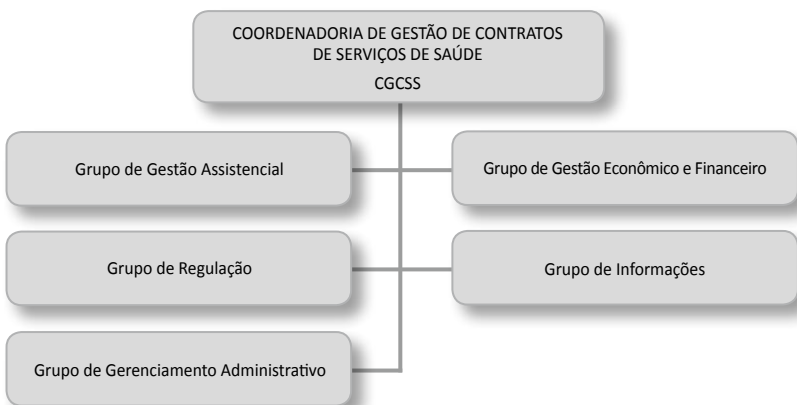 COORDENADORIA DE GESTÃO DE CONTRATOS
DE SERVIÇOS DE SAÚDE
CGCSS
Grupo de Gestão Assistencial
Grupo de Gestão Econômico e Financeiro
Grupo de Regulação
Grupo de Informações
Grupo de Gerenciamento Administrativo